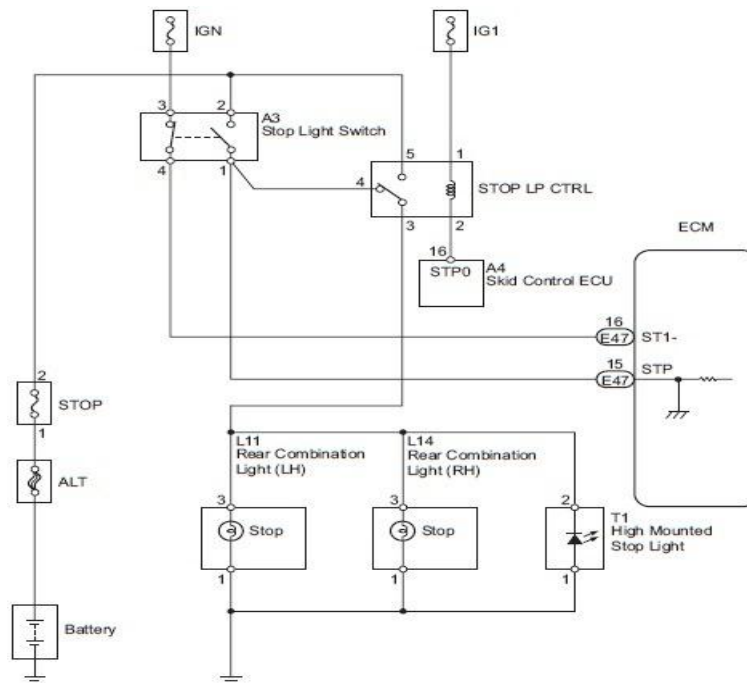 IGN
IG1
3
2
A3
Stop Light Switch
4
1
5
1
4
STOP LP CTRL
3
2
ECM
16
STP0
A4
Skid Control ECU
16
E47
ST1-
15
E47
STP
2
STOP
1
ALT
L11
Rear Combination
Light (LH)
L14
Rear Combination
Light (RH)
3
Stop
1
3
Stop
1
2
T1
High Mounted
Stop Light
1
Battery